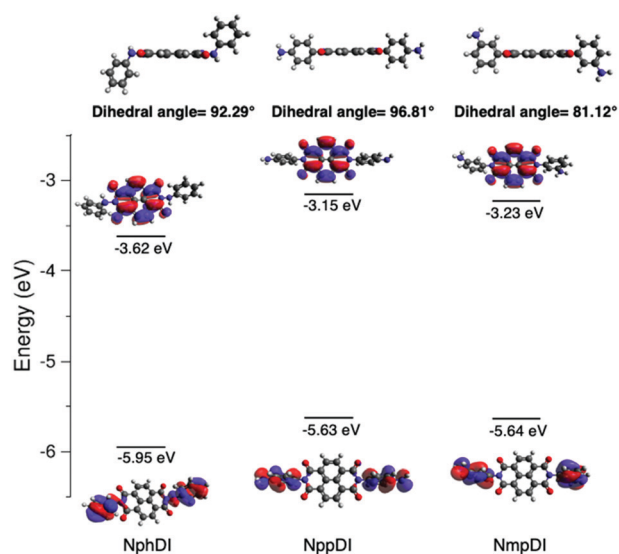 Dihedral angle= 92.29° Dihedral angle= 96.81° Dihedral angle= 81.12°
-3
-3.15 eV
-3.23 eV
-3.62 eV
-4
Energy (eV)
-5
-5.63 eV
-5.64 eV
-5.95 eV
-6
NphDI NppDI NmpDI